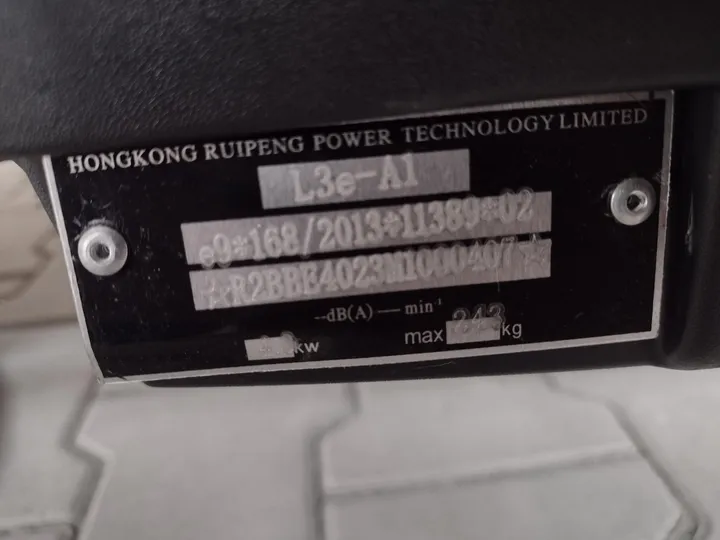 HONGKONG RUIPENG POWER TECHNOLOGY LIMITED
L3e-A1
e9*168/2013*11389*02
☆R2BBE4023M1000407☆
--dB(A) — min⁻¹
kw max 243 kg